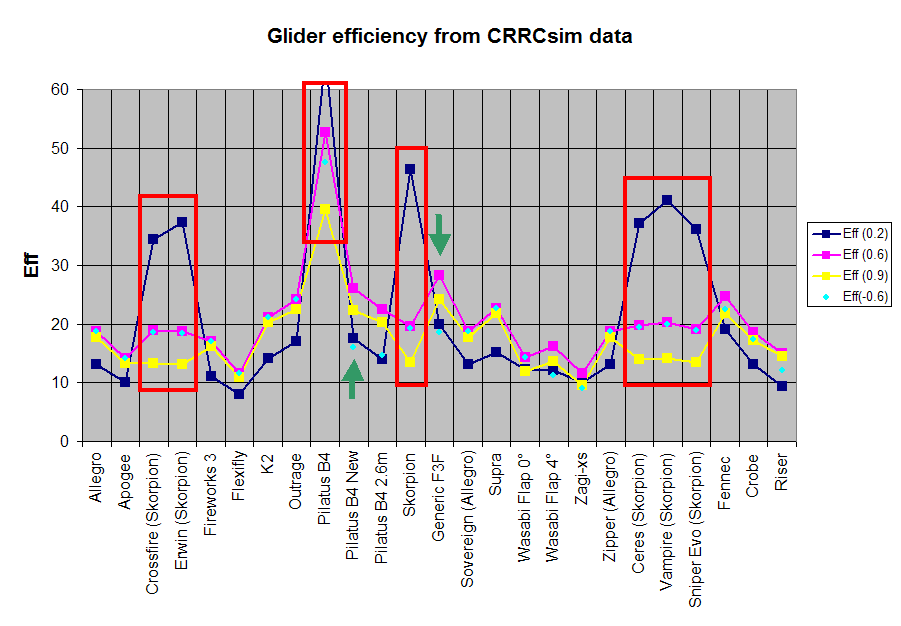 Glider efficiency from CRRCsim data
60
50
40
30
20
10
0
Eff
Allegro
Apogee
Crossfire (Skorpion)
Erwin (Skorpion)
Fireworks 3
Flexifly
K2
Outrage
Pilatus B4
Pilatus B4 New
Pilatus B4 2.6m
Skorpion
Generic F3F
Sovereign (Allegro)
Supra
Wasabi Flap 0°
Wasabi Flap 4°
Zagi-xs
Zipper (Allegro)
Ceres (Skorpion)
Vampire (Skorpion)
Sniper Evo (Skorpion)
Fennec
Crobe
Riser
Eff (0.2)
Eff (0.6)
Eff (0.9)
Eff(-0.6)